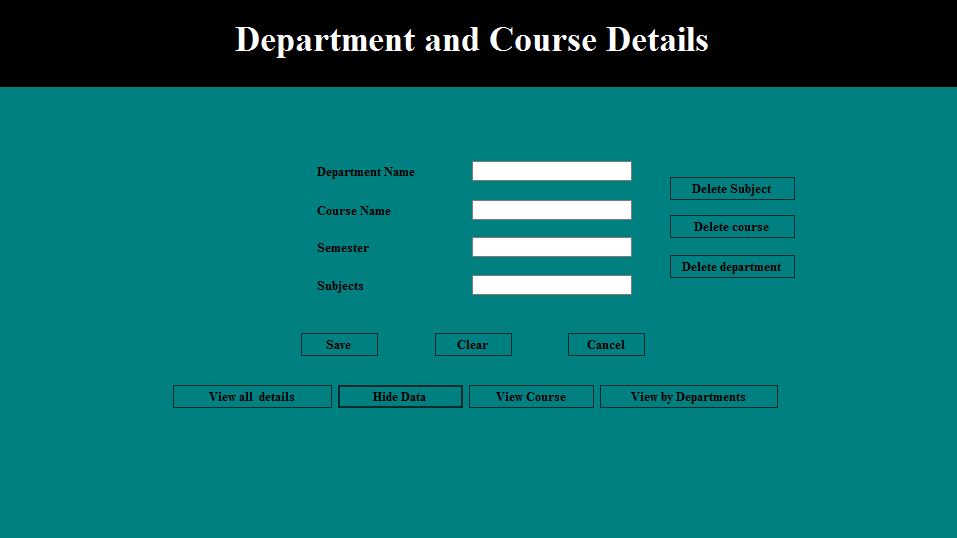 Department and Course Details
Department Name
Delete Subject
Course Name
Delete course
Semester
Delete department
Subjects
Save Clear Cancel
View all  details Hide Data View Course View by Departments